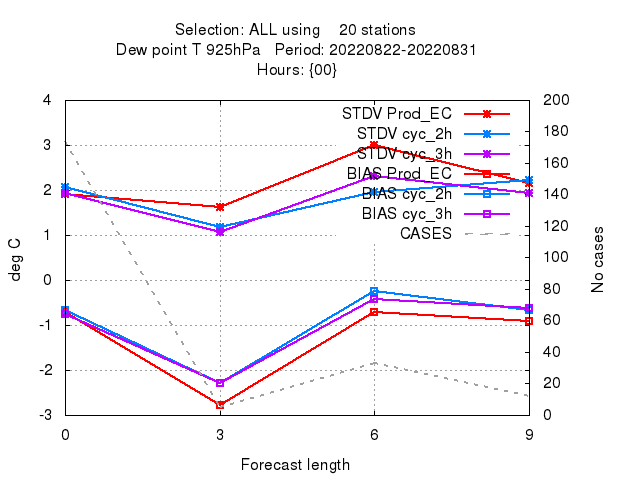 Selection: ALL using    20 stations
Dew point T 925hPa   Period: 20220822-20220831
Hours: {00}
4
3
2
1
0
-1
-2
-3
deg C
200
180
160
140
120
100
80
60
40
20
0
No cases
STDV Prod_EC
STDV cyc_2h
STDV cyc_3h
BIAS Prod_EC
BIAS cyc_2h
BIAS cyc_3h
CASES
0 3 6 9
Forecast length